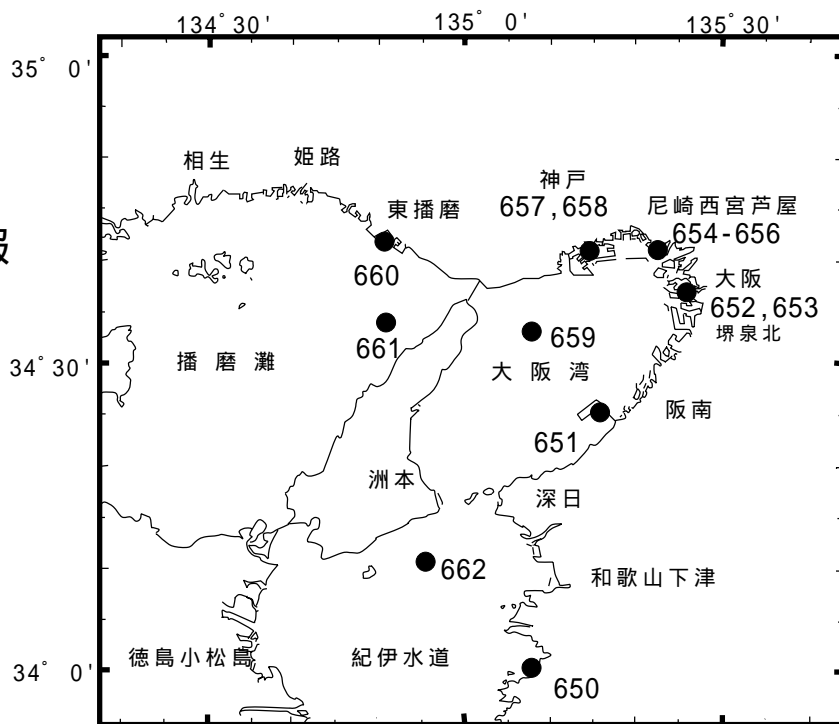 134° 30'
135° 0'
135° 30'
35° 0'
相生
姫路
神戸
657,658
尼崎西宮芦屋
654-656
東播磨
報
660
大阪
652,653
堺泉北
661
659
34° 30'
播磨灘
大阪湾
阪南
651
洲本
深日
662
和歌山下津
徳島小松島
紀伊水道
34° 0'
650